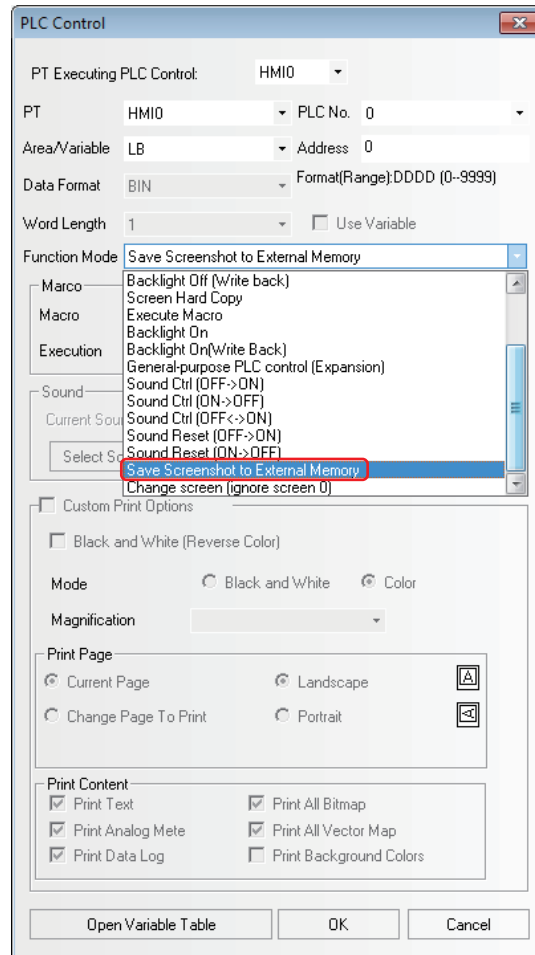 PLC Control
PT Executing PLC Control: HMI0
PT HMI0 PLC No. 0
Area/Variable LB Address 0
Data Format BIN Format(Range):DDDD (0--9999)
Word Length 1 Use Variable
Function Mode Save Screenshot to External Memory
Backlight Off (Write back)
Marco
Screen Hard Copy
Macro Execute Macro
Backlight On
Execution Backlight On(Write Back)
General-purpose PLC control (Expansion)
Sound Sound Ctrl (OFF->ON)
Sound Ctrl (ON->OFF)
Current Sou Sound Ctrl (OFF<->ON)
Sound Reset (OFF->ON)
Select So Sound Reset (ON->OFF)
Save Screenshot to External Memory
Change screen (ignore screen 0)
Custom Print Options
Black and White (Reverse Color)
Mode Black and White Color
Magnification
Print Page
Current Page Landscape A
Change Page To Print Portrait A
Print Content
Print Text Print All Bitmap
Print Analog Mete Print All Vector Map
Print Data Log Print Background Colors
Open Variable Table OK Cancel